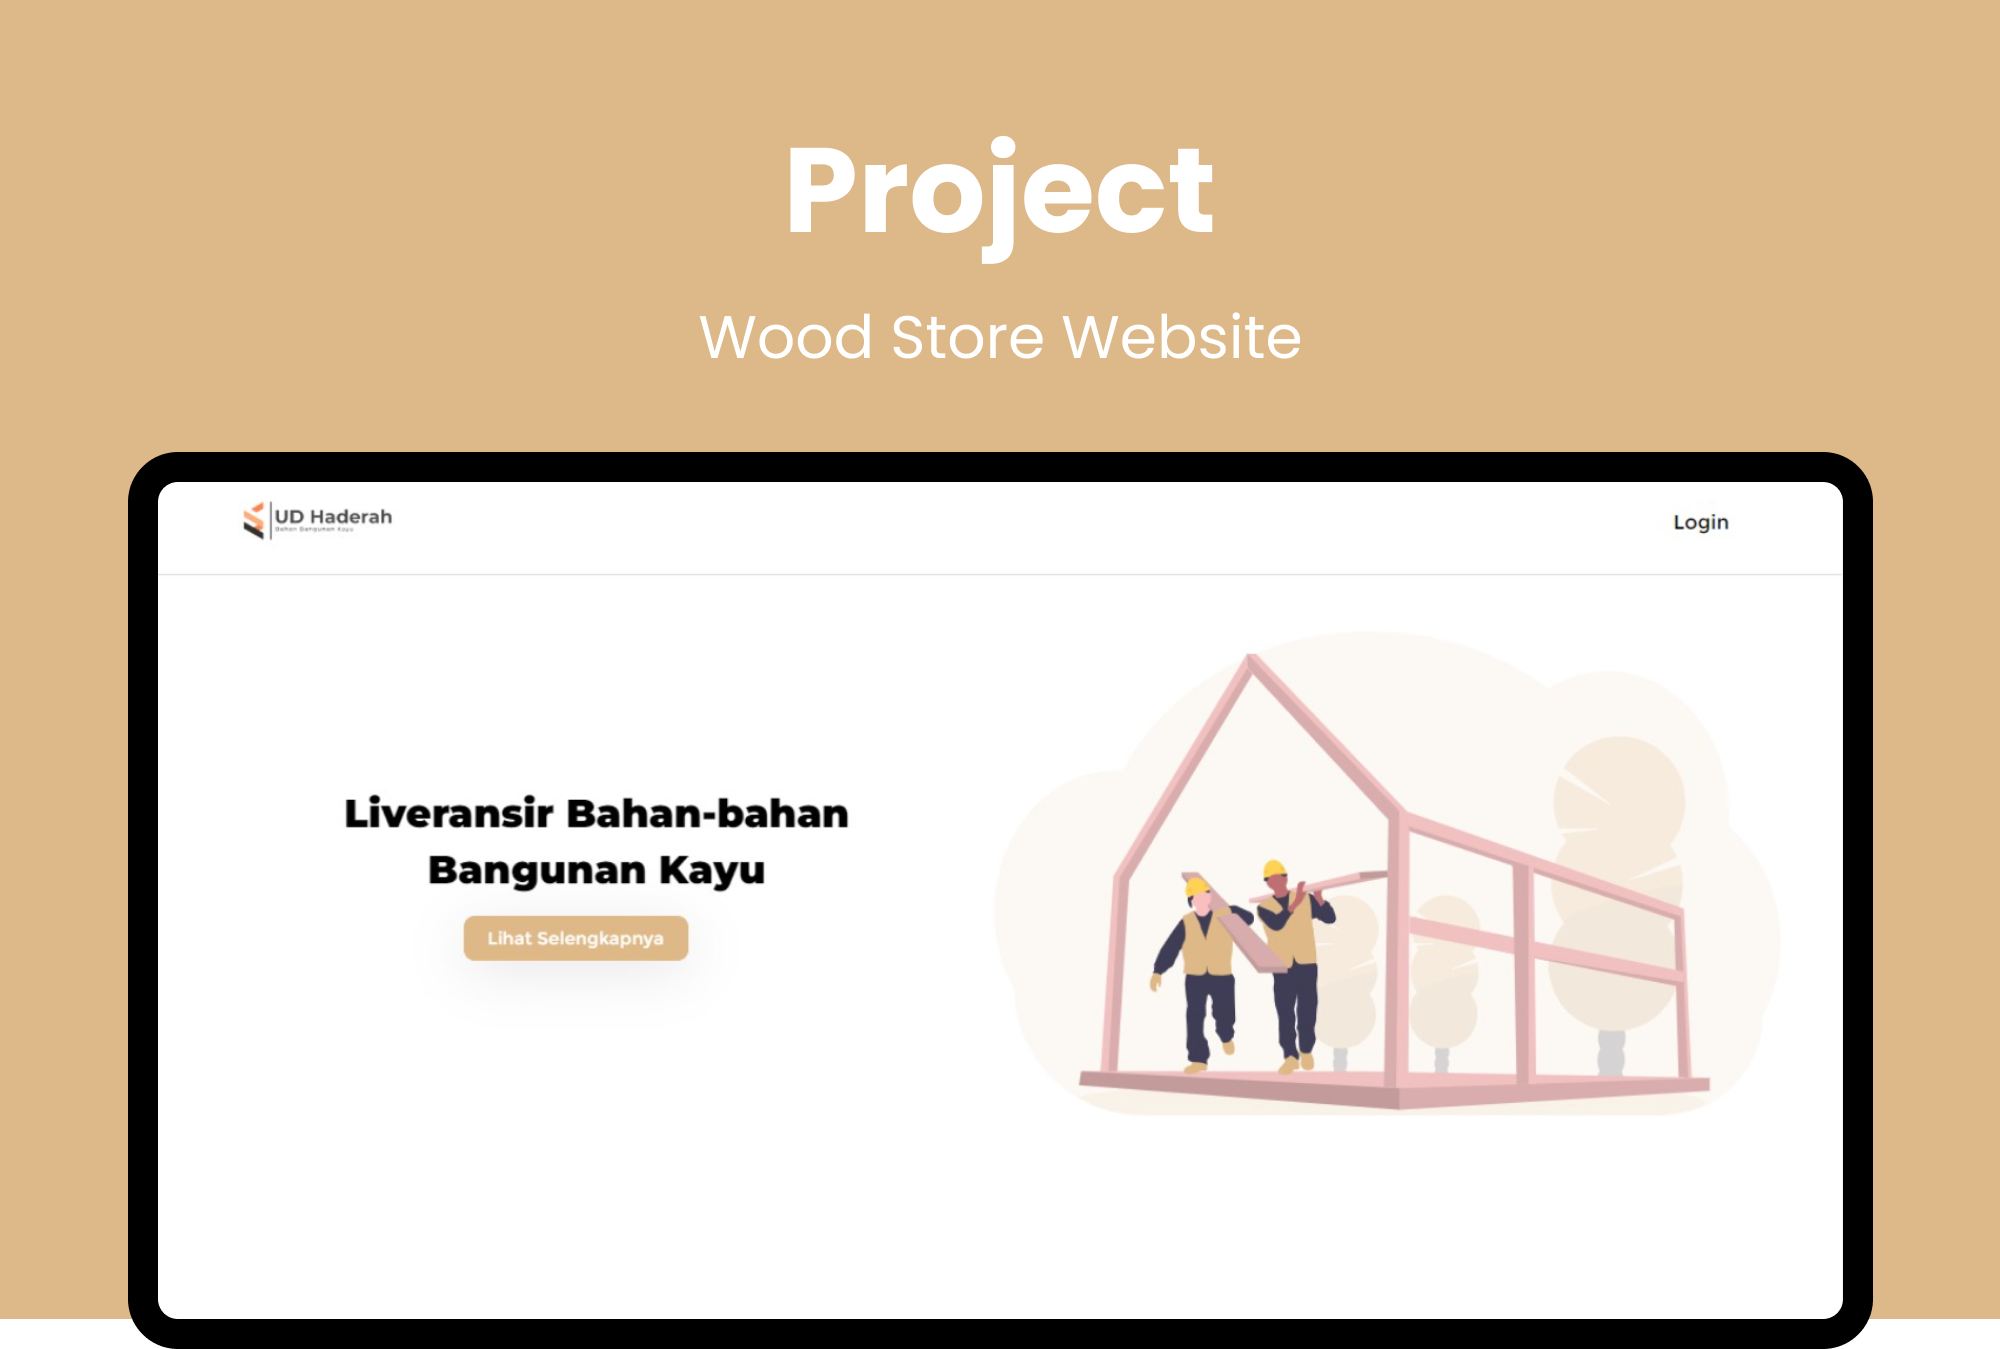 Project
Wood Store Website
UD Haderah
Bahan Bangunan Kayu
Login
Liveransir Bahan-bahan
Bangunan Kayu
Lihat Selengkapnya